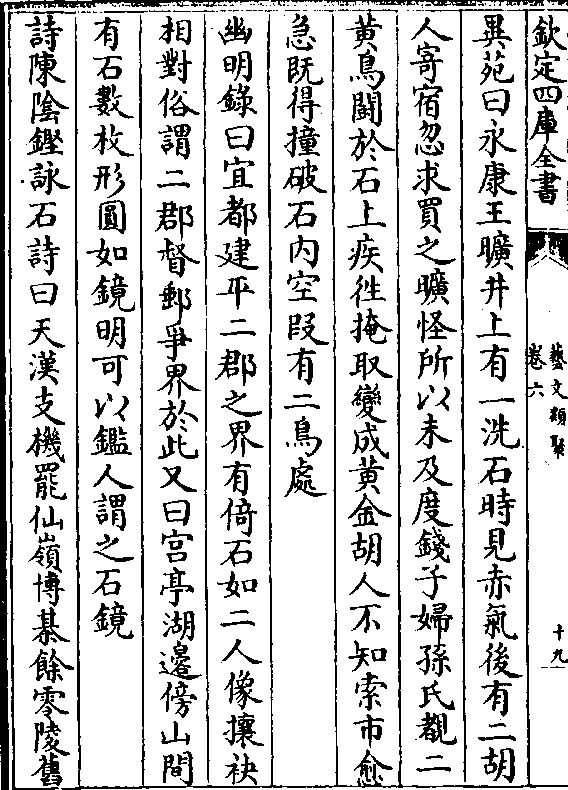 欽定四庫全書
藝文類聚
卷六
十九
異苑曰永康王曠井上有一洗石時見赤氣後有二胡
人寄宿忽求買之曠怪所以未及度錢子婦孫氏覩二
黃鳥鬭於石上疾徃掩取變成黃金胡人不知索市愈
急既得撞破石内空叚有二鳥處
幽明錄曰宜都建平二郡之界有倚石如二人像攘袂
相對俗謂二郡督郵爭界於此又曰宮亭湖邉傍山間
有石數枚形圓如鏡明可以鑑人謂之石鏡
詩陳陰鏗詠石詩曰天漢支機罷仙嶺博棊餘零陵舊